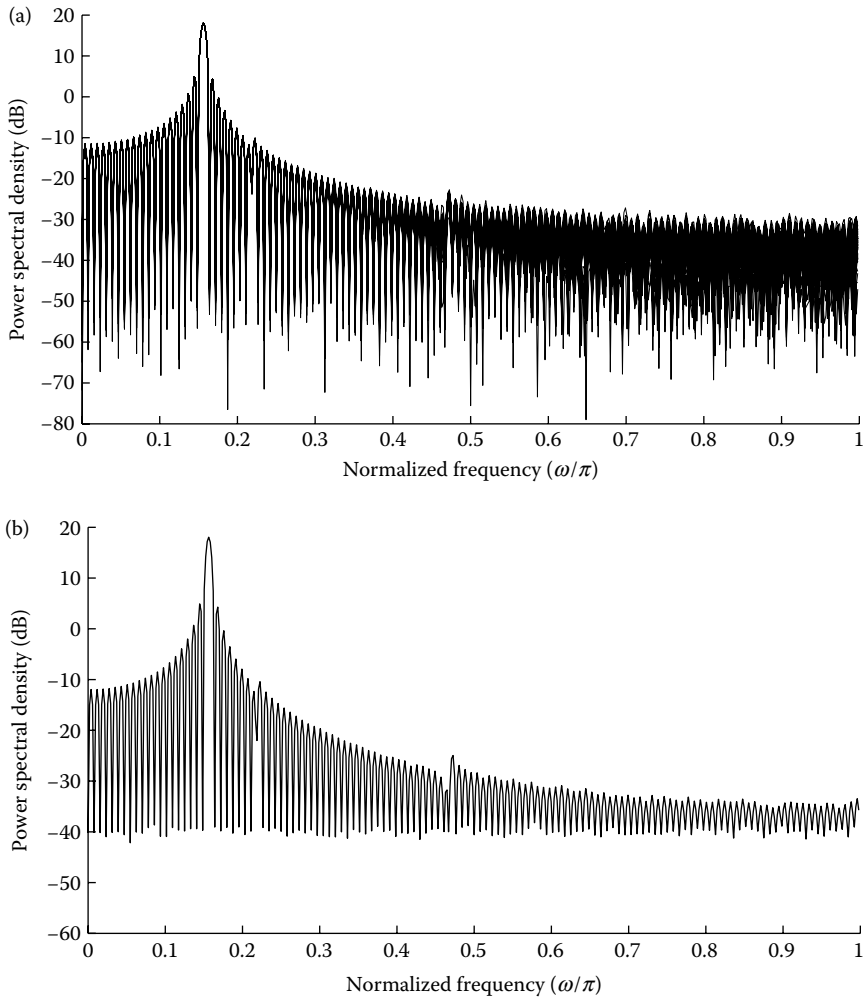 (a)
20
10
0
−10
−20
−30
−40
−50
−60
−70
−80
Power spectral density (dB)
0 0.1 0.2 0.3 0.4 0.5 0.6 0.7 0.8 0.9 1
Normalized frequency (ω/π)
(b)
20
10
0
−10
−20
−30
−40
−50
−60
Power spectral density (dB)
0 0.1 0.2 0.3 0.4 0.5 0.6 0.7 0.8 0.9 1
Normalized frequency (ω/π)